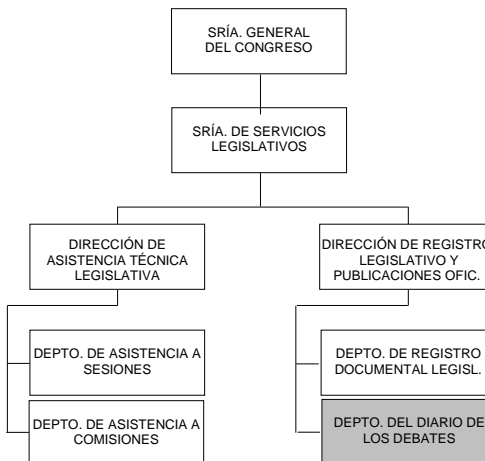 SRÍA. GENERAL
DEL CONGRESO
SRÍA. DE SERVICIOS
LEGISLATIVOS
DIRECCIÓN DE
ASISTENCIA TÉCNICA
LEGISLATIVA
DIRECCIÓN DE REGISTRO
LEGISLATIVO Y
PUBLICACIONES OFIC.
DEPTO. DE ASISTENCIA A
SESIONES
DEPTO. DE REGISTRO
DOCUMENTAL LEGISL.
DEPTO. DE ASISTENCIA A
COMISIONES
DEPTO. DEL DIARIO DE
LOS DEBATES